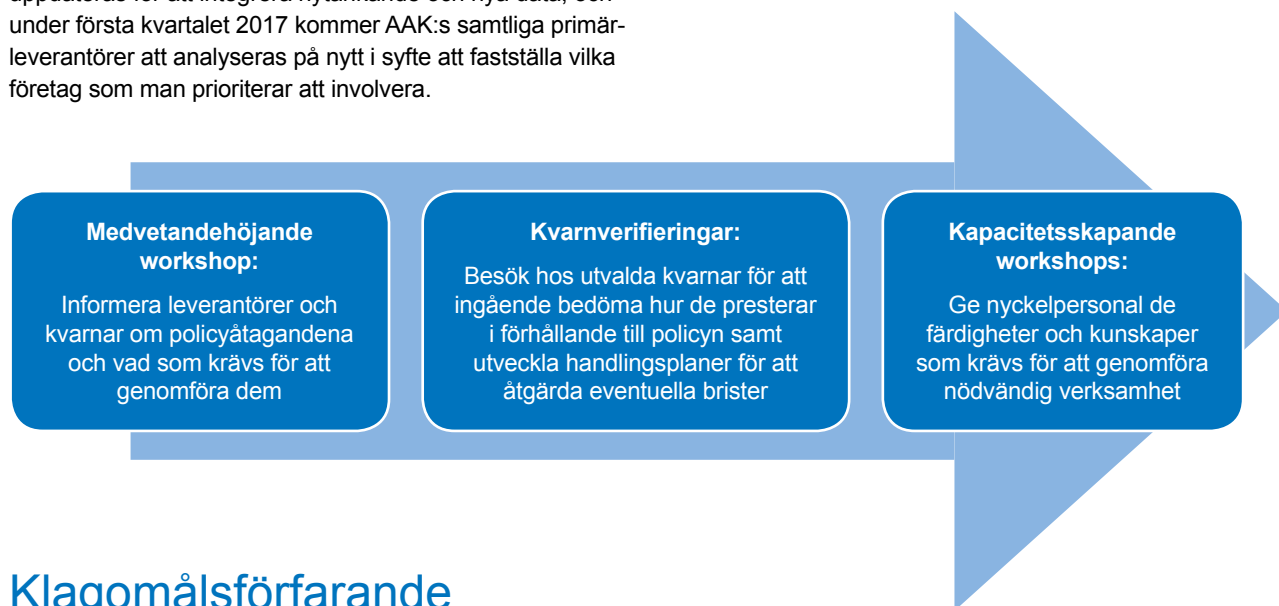 uppdateras för att integrera nytänkande och nya data, och
under första kvartalet 2017 kommer AAK:s samtliga primär-
leverantörer att analyseras på nytt i syfte att fastställa vilka
företag som man prioriterar att involvera.
Medvetandehöjande
workshop:
Informera leverantörer och
kvarnar om policyåtagandena
och vad som krävs för att
genomföra dem
Kvarnverifieringar:
Besök hos utvalda kvarnar för att
ingående bedöma hur de presterar
i förhållande till policyn samt
utveckla handlingsplaner för att
åtgärda eventuella brister
Kapacitetsskapande
workshops:
Ge nyckelpersonal de
färdigheter och kunskaper
som krävs för att genomföra
nödvändig verksamhet
Klagomålsförfarande